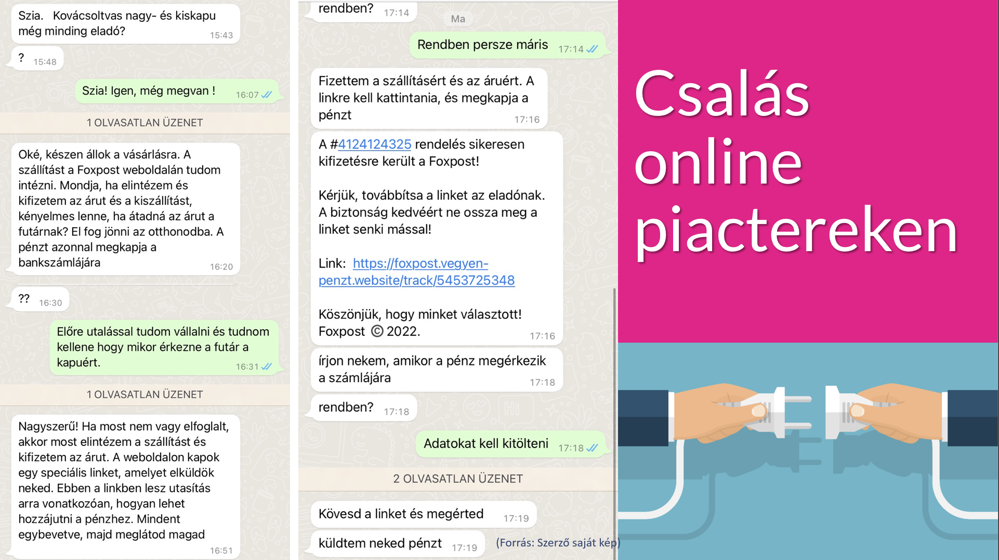 Szia.   Kovácsoltvas nagy- és kiskapu
még minding eladó?
15:43
?
15:48
Szia! Igen, még megvan !
16:07
1 OLVASATLAN ÜZENET
Oké, készen állok a vásárlásra. A
szállítást a Foxpost weboldalán tudom
intézni. Mondja, ha elintézem és
kifizetem az árut és a kiszállítást,
kényelmes lenne, ha átadná az árut a
futárnak? El fog jönni az otthonodba. A
pénzt azonnal megkapja a
bankszámlájára
16:20
??
16:30
Előre utalással tudom vállalni és tudnom
kellene hogy mikor érkezne a futár a
kapuért.
16:31
1 OLVASATLAN ÜZENET
Nagyszerű! Ha most nem vagy elfoglalt,
akkor most elintézem a szállítást és
kifizetem az árut. A weboldalon kapok
egy speciális linket, amelyet elküldök
neked. Ebben a linkben lesz utasítás
arra vonatkozóan, hogyan lehet
hozzájutni a pénzhez. Mindent
egybevetve, majd meglátod magad
16:51
rendben?
17:14
Ma
Rendben persze máris
17:14
Fizettem a szállításért és az áruért. A
linkre kell kattintania, és megkapja a
pénzt
17:16
A #4124124325 rendelés sikeresen
kifizetésre került a Foxpost!
Kérjük, továbbítsa a linket az eladónak.
A biztonság kedvéért ne ossza meg a
linket senki mással!
Link:  https://foxpost.vegyen-
penzt.website/track/5453725348
Köszönjük, hogy minket választott!
Foxpost © 2022.
17:16
írjon nekem, amikor a pénz megérkezik
a számlájára
17:18
rendben?
17:18
Adatokat kell kitölteni
17:18
2 OLVASATLAN ÜZENET
Kövesd a linket és megérted
17:19
küldtem neked pénzt
17:19
(Forrás: Szerző saját kép)
Csalás
online
piactereken